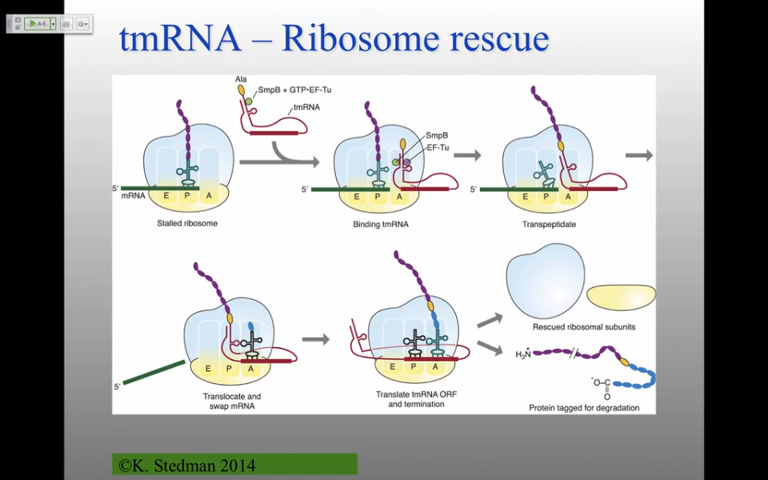 tmRNA – Ribosome rescue
Ala
SmpB + GTP•EF-Tu
tmRNA
5'
mRNA
E P A
Stalled ribosome
SmpB
EF-Tu
5'
E P A
Binding tmRNA
5'
E P A
Transpeptidate
5'
E P A
Translocate and
swap mRNA
E P A
Translate tmRNA ORF
and termination
Rescued ribosomal subunits
H₃N⁺
⁻O–C
O
Protein tagged for degradation
©K. Stedman 2014